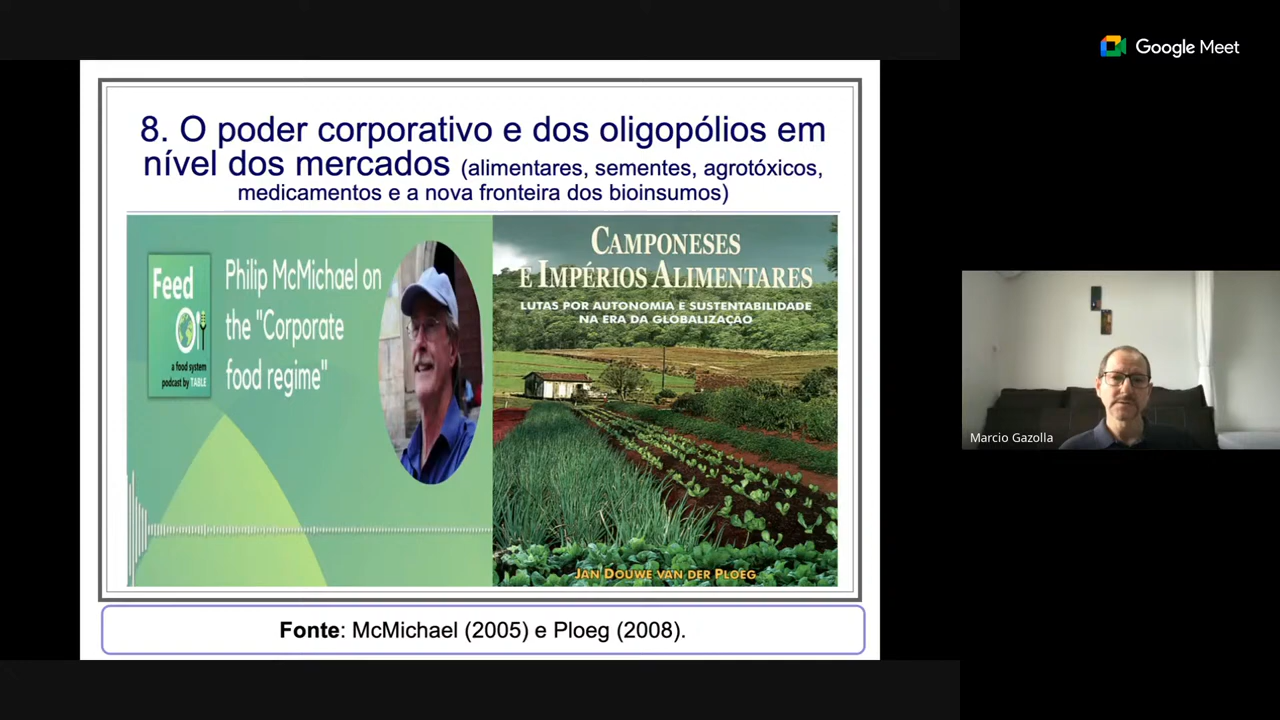 Google Meet
8. O poder corporativo e dos oligopólios em
nível dos mercados (alimentares, sementes, agrotóxicos,
medicamentos e a nova fronteira dos bioinsumos)
Feed
a food system
podcast by TABLE
Philip McMichael on
the "Corporate
food regime"
CAMPONESES
E IMPÉRIOS ALIMENTARES
LUTAS POR AUTONOMIA E SUSTENTABILIDADE
NA ERA DA GLOBALIZAÇÃO
JAN DOUWE VAN DER PLOEG
Fonte: McMichael (2005) e Ploeg (2008).
Marcio Gazolla